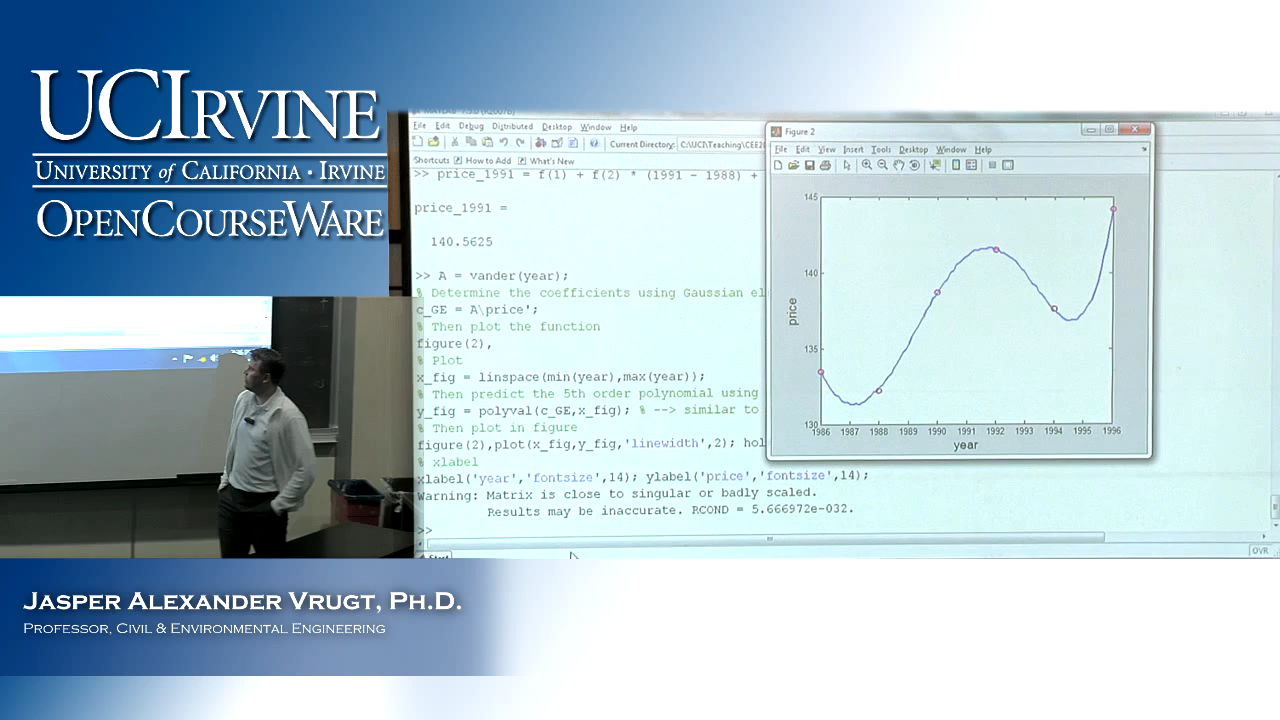 UCIRVINE
UNIVERSITY of CALIFORNIA · IRVINE
OPENCOURSEWARE
File Edit Debug Distributed Desktop Window Help
Current Directory: C:\UCI\Teaching\CEE20
Shortcuts How to Add What's New
>> price_1991 = f(1) + f(2) * (1991 - 1988) +
price_1991 =
140.5625
>> A = vander(year);
% Determine the coefficients using Gaussian el
c_GE = A\price';
% Then plot the function
figure(2),
% Plot
x_fig = linspace(min(year),max(year));
% Then predict the 5th order polynomial using
y_fig = polyval(c_GE,x_fig); % --> similar to
% Then plot in figure
figure(2),plot(x_fig,y_fig,'linewidth',2); hol
% xlabel
xlabel('year','fontsize',14); ylabel('price','fontsize',14);
Warning: Matrix is close to singular or badly scaled.
Results may be inaccurate. RCOND = 5.666972e-032.
>>
Start
OVR
Figure 2
File Edit View Insert Tools Desktop Window Help
145
140
135
130
price
1986 1987 1988 1989 1990 1991 1992 1993 1994 1995 1996
year
JASPER ALEXANDER VRUGT, PH.D.
PROFESSOR, CIVIL & ENVIRONMENTAL ENGINEERING